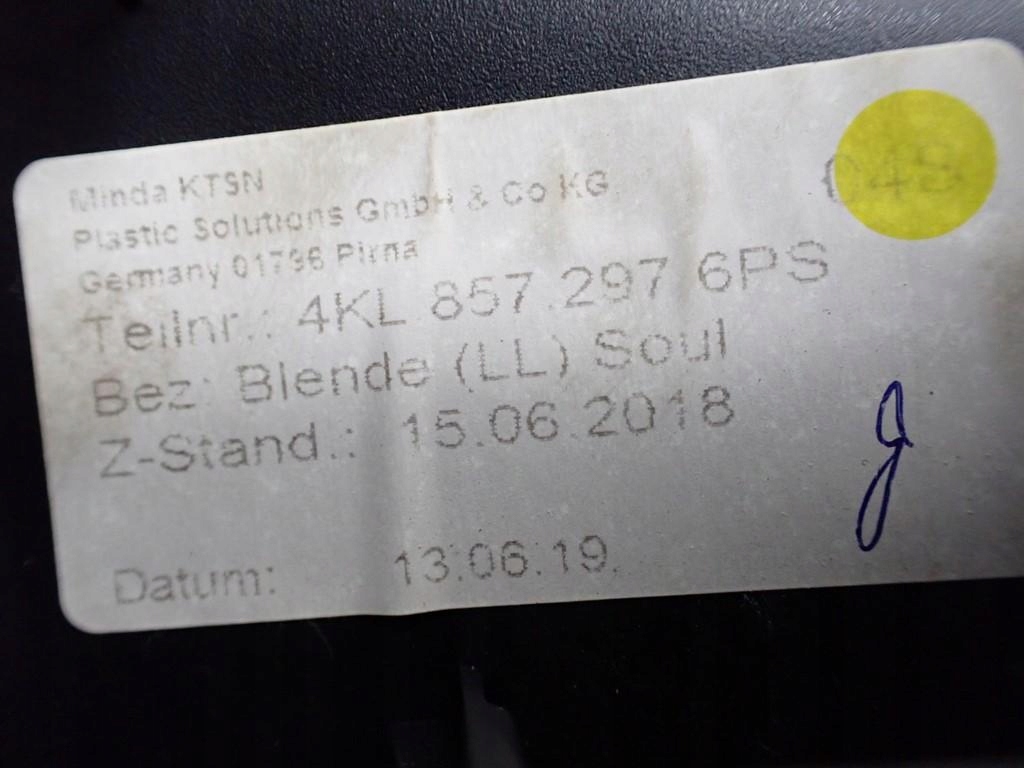 Minda KTSN
Plastic Solutions GmbH & Co KG
Germany 01796 Pirna
048
Teilnr.: 4KL 857.297 6PS
Bez: Blende (LL) Soul
Z-Stand.: 15.06.2018
Datum: 13.06.19.